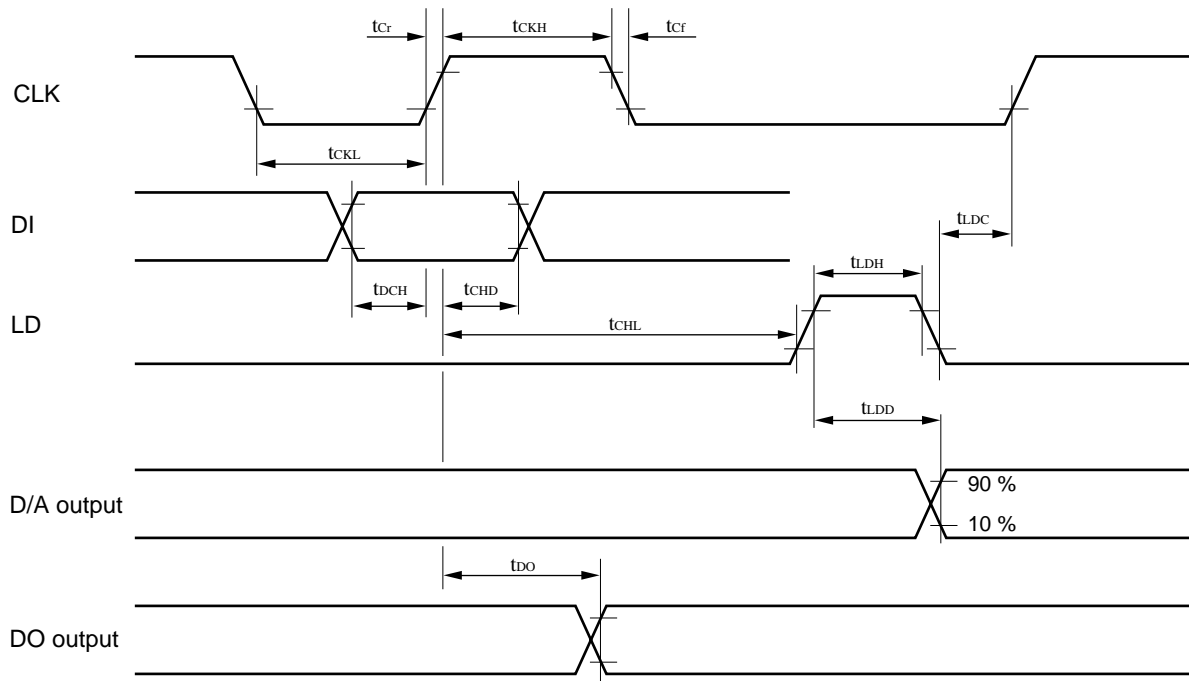 tCr tCKH tCf
CLK
tCKL
DI
tLDC
tLDH
tDCH tCHD
LD
tCHL
tLDD
D/A output
90 %
10 %
tDO
DO output